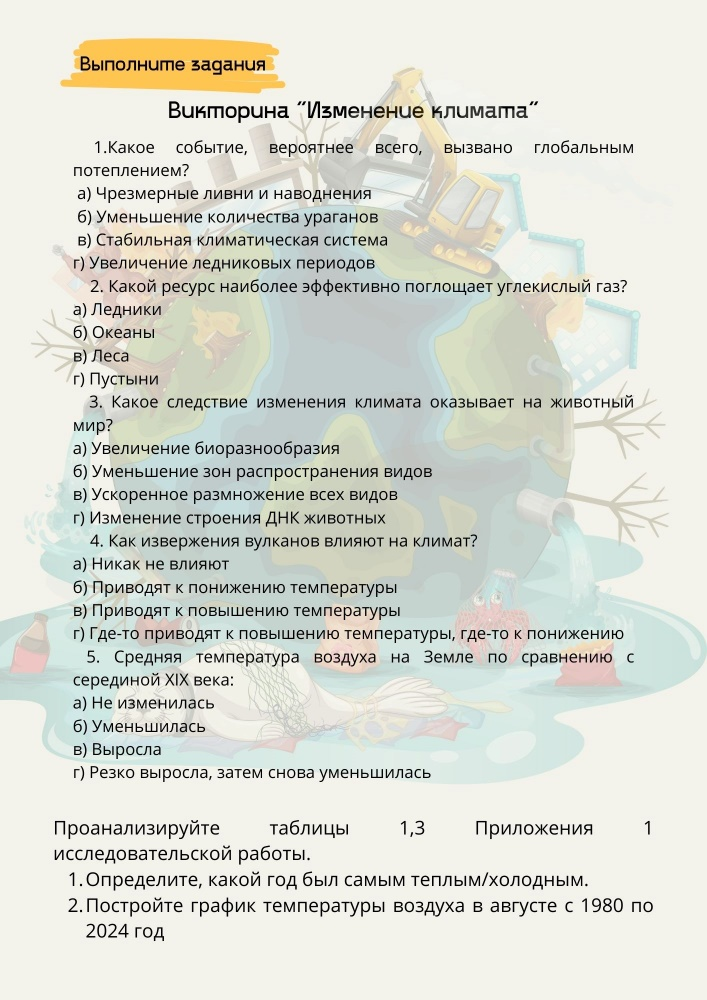 Выполните задания
Викторина “Изменение климата”
1.Какое событие, вероятнее всего, вызвано глобальным
потеплением?
а) Чрезмерные ливни и наводнения
б) Уменьшение количества ураганов
в) Стабильная климатическая система
г) Увеличение ледниковых периодов
2. Какой ресурс наиболее эффективно поглощает углекислый газ?
а) Ледники
б) Океаны
в) Леса
г) Пустыни
3. Какое следствие изменения климата оказывает на животный
мир?
а) Увеличение биоразнообразия
б) Уменьшение зон распространения видов
в) Ускоренное размножение всех видов
г) Изменение строения ДНК животных
4. Как извержения вулканов влияют на климат?
а) Никак не влияют
б) Приводят к понижению температуры
в) Приводят к повышению температуры
г) Где-то приводят к повышению температуры, где-то к понижению
5. Средняя температура воздуха на Земле по сравнению с
серединой XIX века:
а) Не изменилась
б) Уменьшилась
в) Выросла
г) Резко выросла, затем снова уменьшилась
Проанализируйте таблицы 1,3 Приложения 1
исследовательской работы.
1. Определите, какой год был самым теплым/холодным.
2. Постройте график температуры воздуха в августе с 1980 по
2024 год